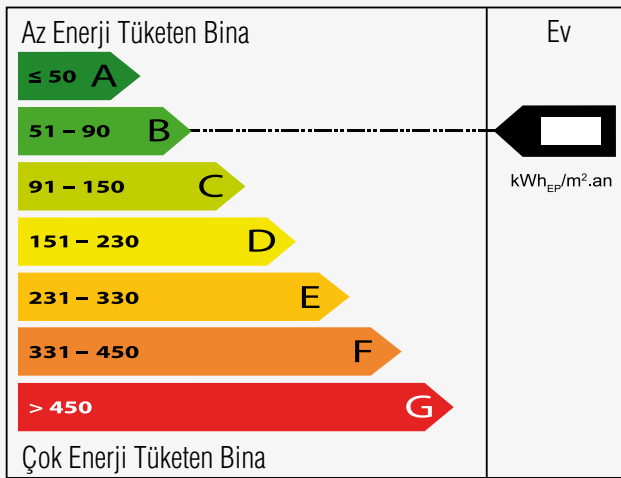 Az Enerji Tüketen Bina
Ev
≤ 50 A
51 – 90 B
kWhEP/m².an
91 – 150 C
151 – 230 D
231 – 330 E
331 – 450 F
> 450 G
Çok Enerji Tüketen Bina